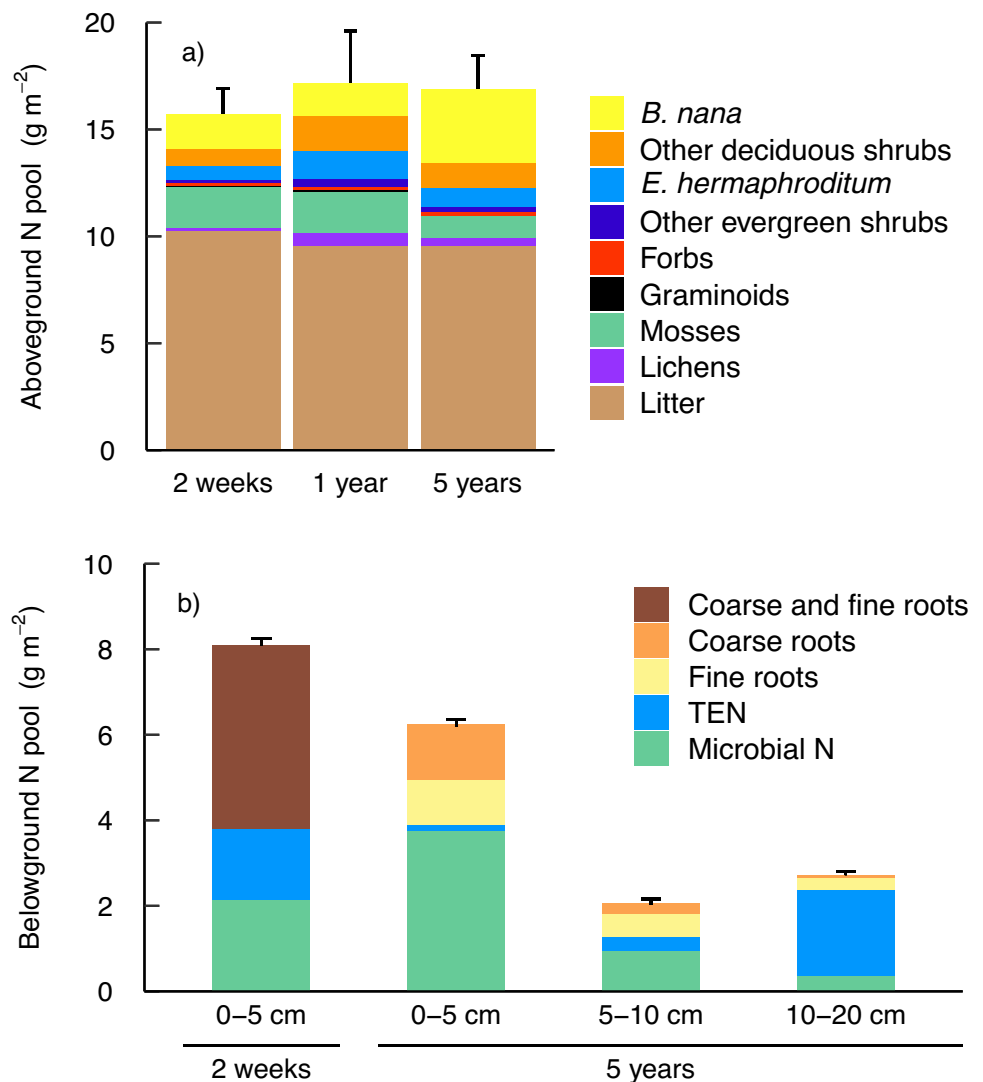 20
a)
15
10
5
0
Aboveground N pool (g m⁻²)
2 weeks 1 year 5 years
B. nana
Other deciduous shrubs
E. hermaphroditum
Other evergreen shrubs
Forbs
Graminoids
Mosses
Lichens
Litter
10
b)
8
6
4
2
0
Belowground N pool (g m⁻²)
Coarse and fine roots
Coarse roots
Fine roots
TEN
Microbial N
0–5 cm 0–5 cm 5–10 cm 10–20 cm
2 weeks 5 years